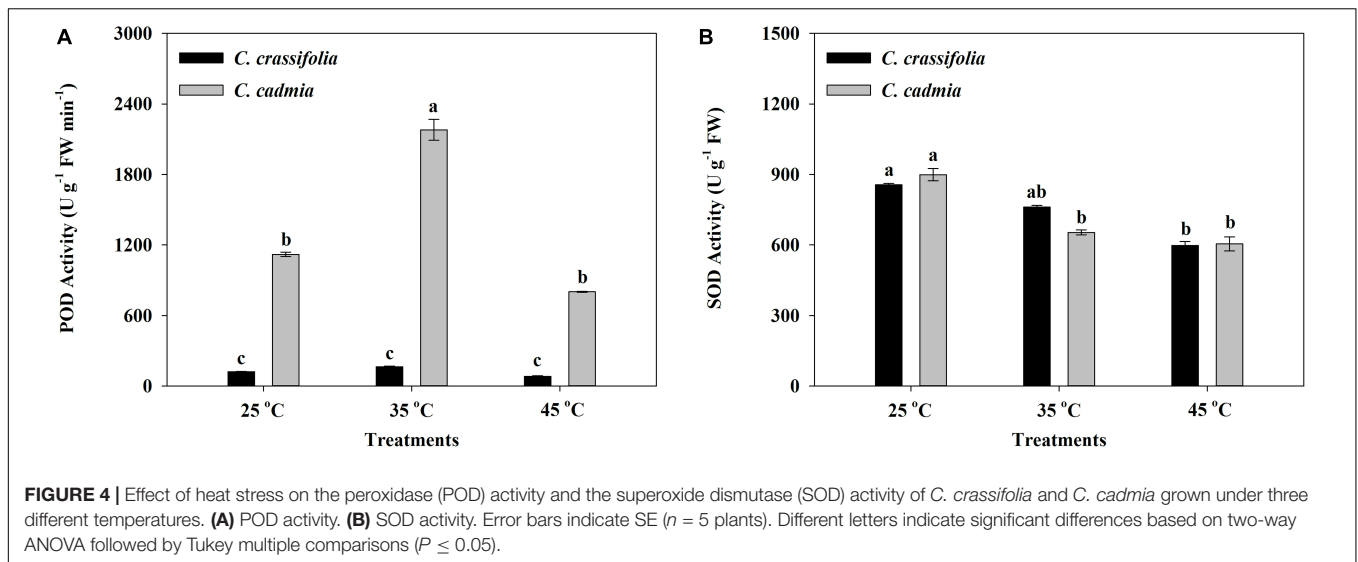 A
3000
2400
1800
1200
600
0
POD Activity (U g⁻¹ FW min⁻¹)
C. crassifolia
C. cadmia
c
b
c
a
c
b
25 °C
35 °C
45 °C
Treatments
B
1500
1200
900
600
300
0
SOD Activity (U g⁻¹ FW)
C. crassifolia
C. cadmia
a
a
ab
b
b
b
25 °C
35 °C
45 °C
Treatments
FIGURE 4 | Effect of heat stress on the peroxidase (POD) activity and the superoxide dismutase (SOD) activity of C. crassifolia and C. cadmia grown under three
different temperatures. (A) POD activity. (B) SOD activity. Error bars indicate SE (n = 5 plants). Different letters indicate significant differences based on two-way
ANOVA followed by Tukey multiple comparisons (P ≤ 0.05).